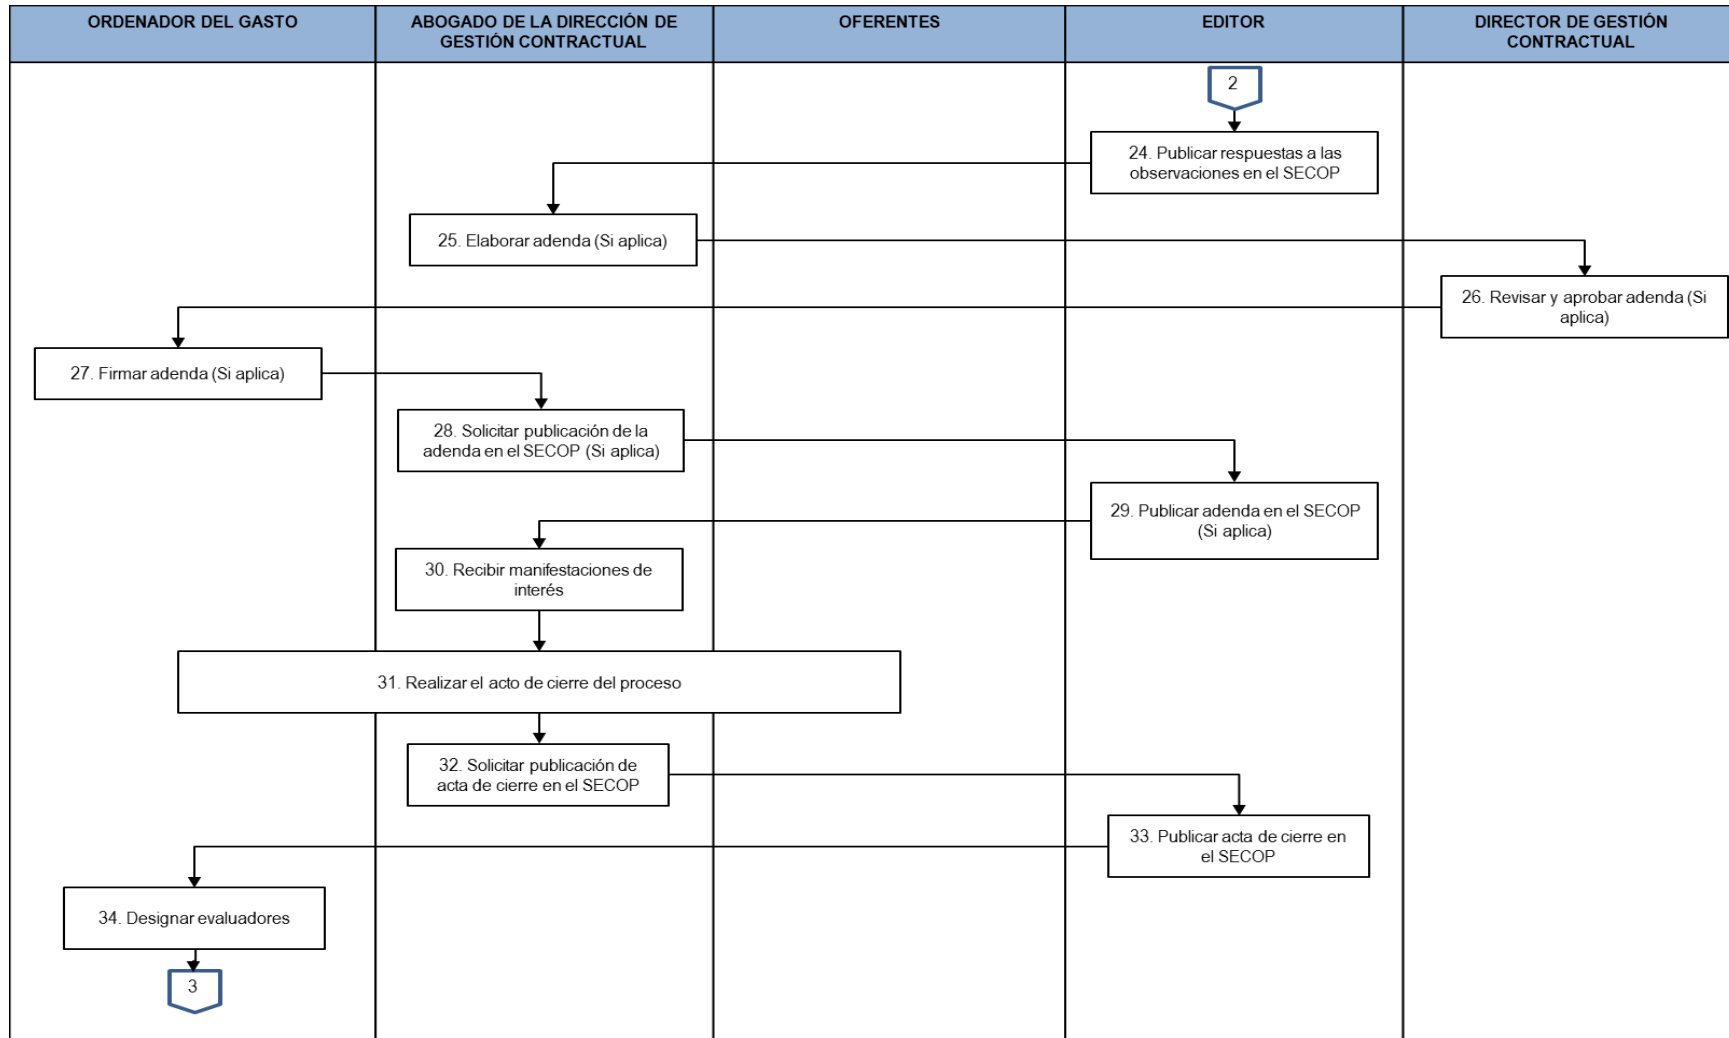 ORDENADOR DEL GASTO
ABOGADO DE LA DIRECCIÓN DE
GESTIÓN CONTRACTUAL
OFERENTES
EDITOR
DIRECTOR DE GESTIÓN
CONTRACTUAL
2
24. Publicar respuestas a las
observaciones en el SECOP
25. Elaborar adenda (Si aplica)
26. Revisar y aprobar adenda (Si
aplica)
27. Firmar adenda (Si aplica)
28. Solicitar publicación de la
adenda en el SECOP (Si aplica)
29. Publicar adenda en el SECOP
(Si aplica)
30. Recibir manifestaciones de
interés
31. Realizar el acto de cierre del proceso
32. Solicitar publicación de
acta de cierre en el SECOP
33. Publicar acta de cierre en
el SECOP
34. Designar evaluadores
3